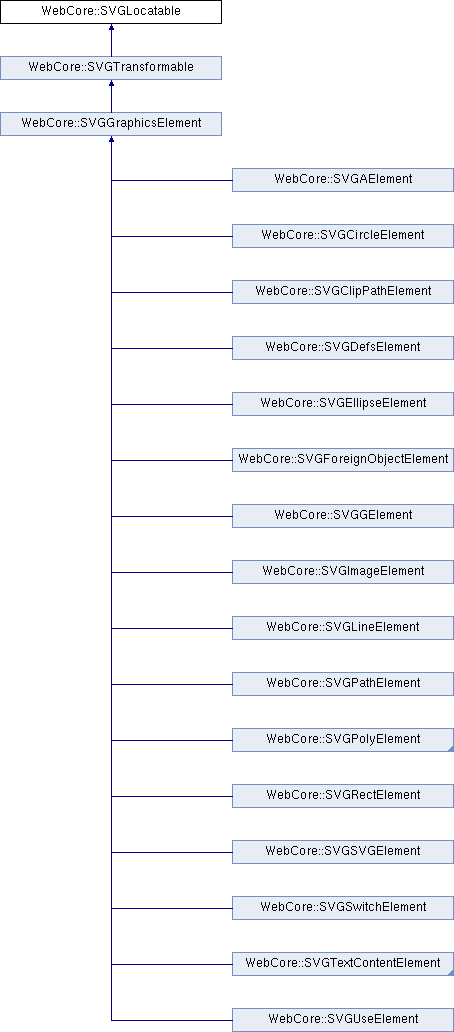 WebCore::SVGLocatable
WebCore::SVGTransformable
WebCore::SVGGraphicsElement
WebCore::SVGAElement
WebCore::SVGCircleElement
WebCore::SVGClipPathElement
WebCore::SVGDefsElement
WebCore::SVGEllipseElement
WebCore::SVGForeignObjectElement
WebCore::SVGGElement
WebCore::SVGImageElement
WebCore::SVGLineElement
WebCore::SVGPathElement
WebCore::SVGPolyElement
WebCore::SVGRectElement
WebCore::SVGSVGElement
WebCore::SVGSwitchElement
WebCore::SVGTextContentElement
WebCore::SVGUseElement